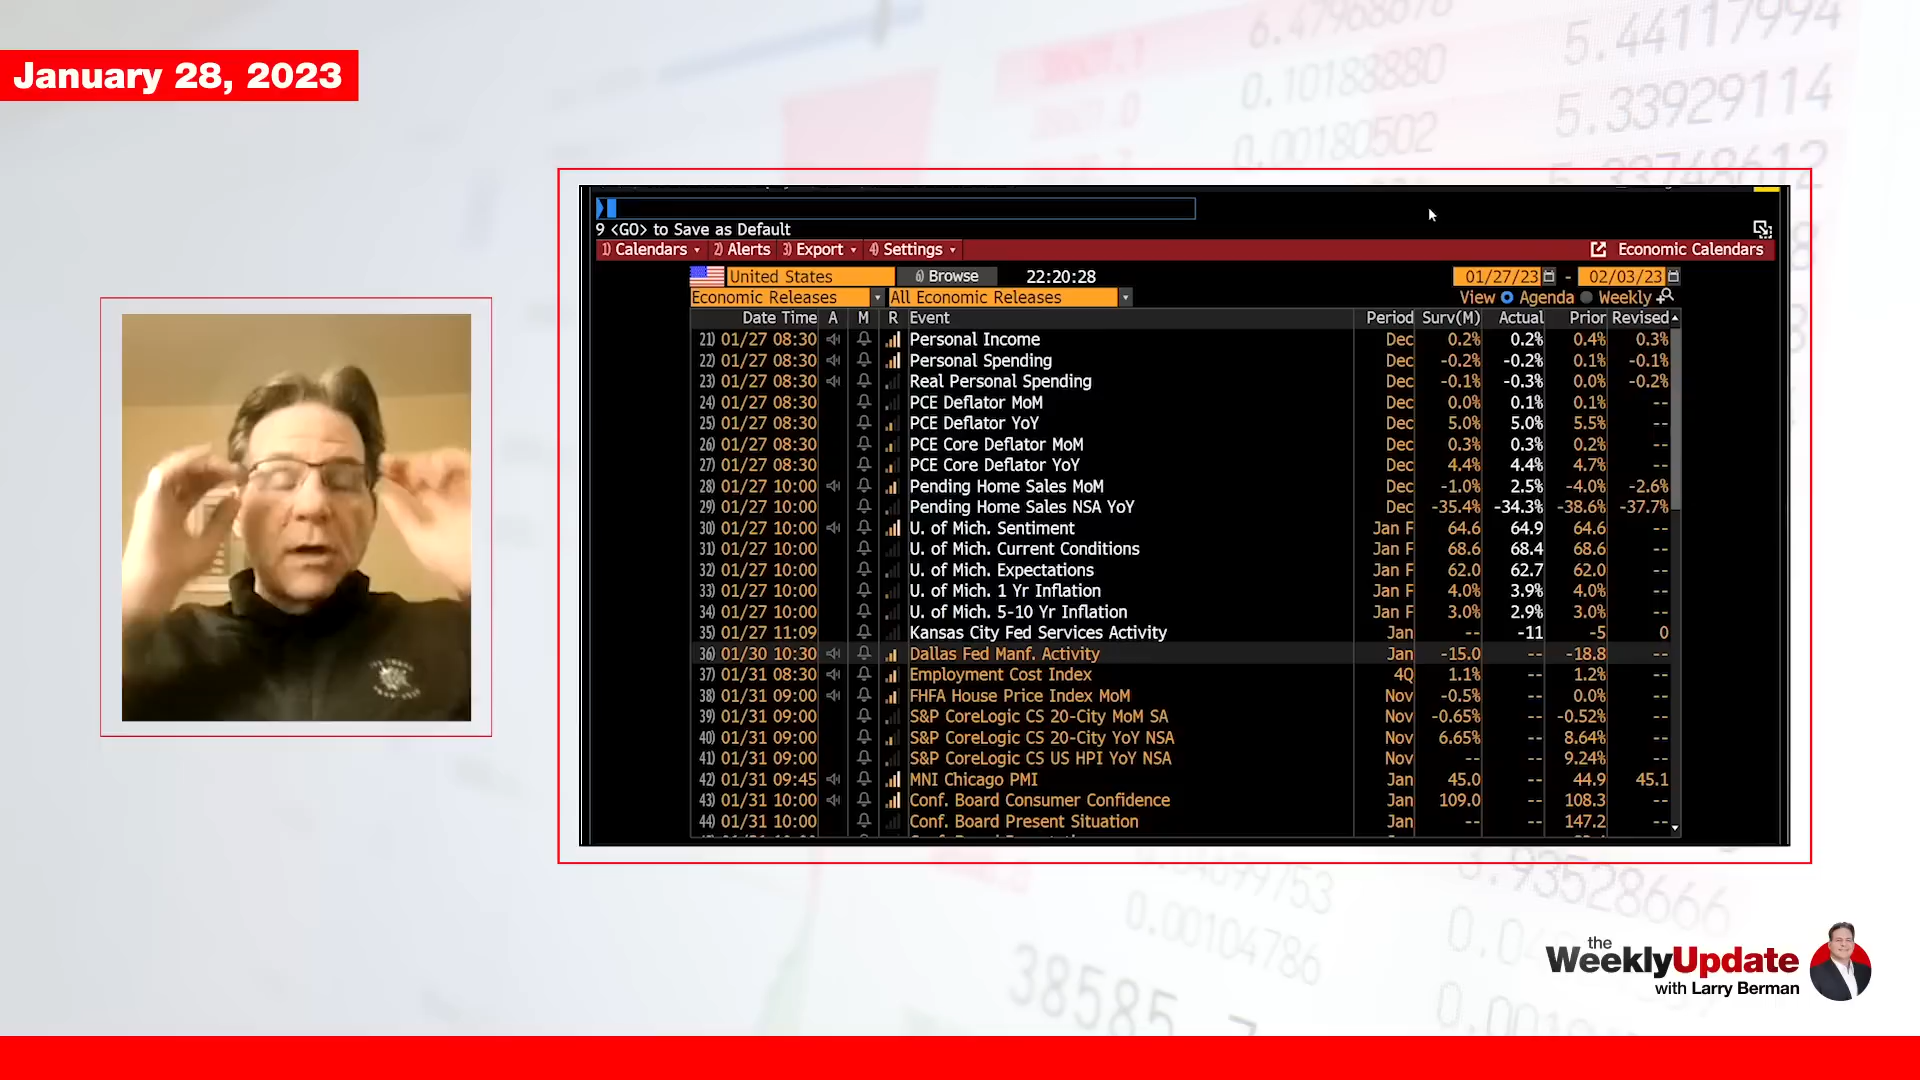 January 28, 2023
9 <GO> to Save as Default
1) Calendars 2) Alerts 3) Export 4) Settings Economic Calendars
United States 6) Browse 22:20:28 01/27/23 - 02/03/23
Economic Releases All Economic Releases View Agenda Weekly
Date Time A M R Event Period Surv(M) Actual Prior Revised
21) 01/27 08:30 Personal Income Dec 0.2% 0.2% 0.4% 0.3%
22) 01/27 08:30 Personal Spending Dec -0.2% -0.2% 0.1% -0.1%
23) 01/27 08:30 Real Personal Spending Dec -0.1% -0.3% 0.0% -0.2%
24) 01/27 08:30 PCE Deflator MoM Dec 0.0% 0.1% 0.1% --
25) 01/27 08:30 PCE Deflator YoY Dec 5.0% 5.0% 5.5% --
26) 01/27 08:30 PCE Core Deflator MoM Dec 0.3% 0.3% 0.2% --
27) 01/27 08:30 PCE Core Deflator YoY Dec 4.4% 4.4% 4.7% --
28) 01/27 10:00 Pending Home Sales MoM Dec -1.0% 2.5% -4.0% -2.6%
29) 01/27 10:00 Pending Home Sales NSA YoY Dec -35.4% -34.3% -38.6% -37.7%
30) 01/27 10:00 U. of Mich. Sentiment Jan F 64.6 64.9 64.6 --
31) 01/27 10:00 U. of Mich. Current Conditions Jan F 68.6 68.4 68.6 --
32) 01/27 10:00 U. of Mich. Expectations Jan F 62.0 62.7 62.0 --
33) 01/27 10:00 U. of Mich. 1 Yr Inflation Jan F 4.0% 3.9% 4.0% --
34) 01/27 10:00 U. of Mich. 5-10 Yr Inflation Jan F 3.0% 2.9% 3.0% --
35) 01/27 11:09 Kansas City Fed Services Activity Jan -- -11 -5 0
36) 01/30 10:30 Dallas Fed Manf. Activity Jan -15.0 -- -18.8 --
37) 01/31 08:30 Employment Cost Index 4Q 1.1% -- 1.2% --
38) 01/31 09:00 FHFA House Price Index MoM Nov -0.5% -- 0.0% --
39) 01/31 09:00 S&P CoreLogic CS 20-City MoM SA Nov -0.65% -- -0.52% --
40) 01/31 09:00 S&P CoreLogic CS 20-City YoY NSA Nov 6.65% -- 8.64% --
41) 01/31 09:00 S&P CoreLogic CS US HPI YoY NSA Nov -- -- 9.24% --
42) 01/31 09:45 MNI Chicago PMI Jan 45.0 -- 44.9 45.1
43) 01/31 10:00 Conf. Board Consumer Confidence Jan 109.0 -- 108.3 --
44) 01/31 10:00 Conf. Board Present Situation Jan -- -- 147.2 --
the
WeeklyUpdate
with Larry Berman
5.44117994
0.10188880
5.33929114
0.00180502
0.00104786